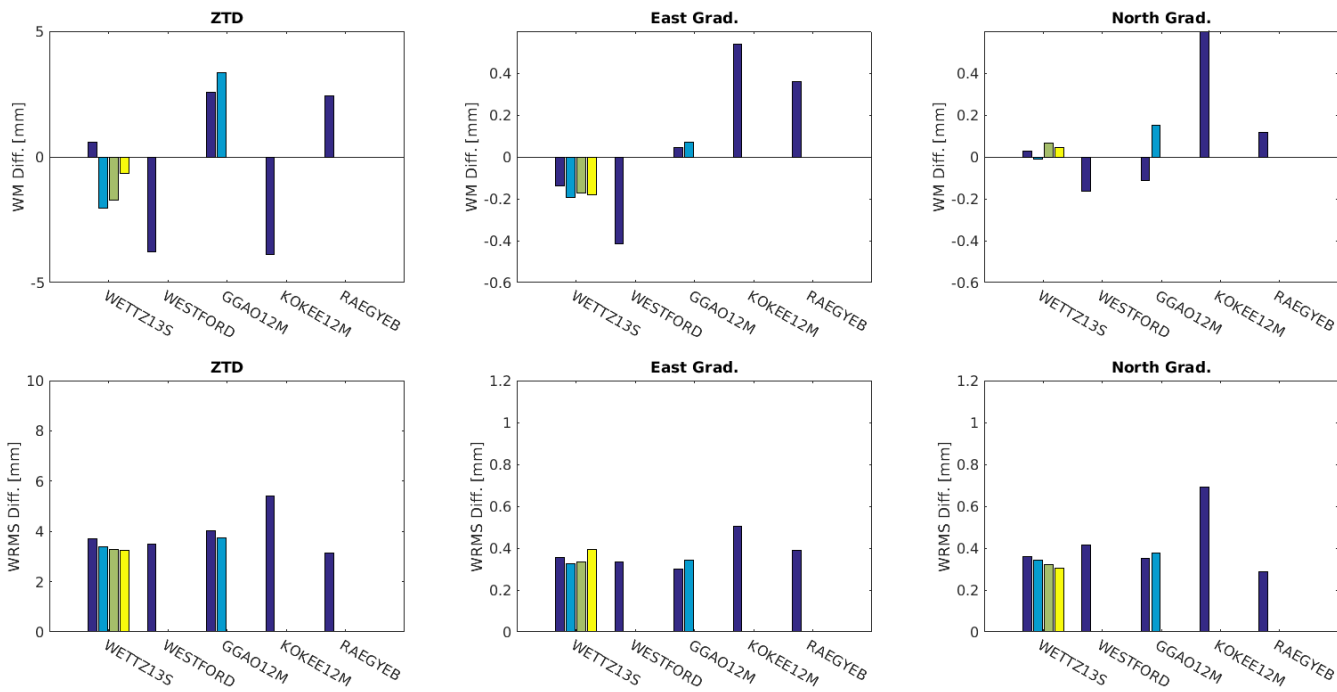 ZTD
WM Diff. [mm]
5
0
-5
WETTZ13S
WESTFORD
GGAO12M
KOKEE12M
RAEGYEB
East Grad.
WM Diff. [mm]
0.4
0.2
0
-0.2
-0.4
-0.6
WETTZ13S
WESTFORD
GGAO12M
KOKEE12M
RAEGYEB
North Grad.
WM Diff. [mm]
0.4
0.2
0
-0.2
-0.4
-0.6
WETTZ13S
WESTFORD
GGAO12M
KOKEE12M
RAEGYEB
ZTD
WRMS Diff. [mm]
10
8
6
4
2
0
WETTZ13S
WESTFORD
GGAO12M
KOKEE12M
RAEGYEB
East Grad.
WRMS Diff. [mm]
1.2
1
0.8
0.6
0.4
0.2
0
WETTZ13S
WESTFORD
GGAO12M
KOKEE12M
RAEGYEB
North Grad.
WRMS Diff. [mm]
1.2
1
0.8
0.6
0.4
0.2
0
WETTZ13S
WESTFORD
GGAO12M
KOKEE12M
RAEGYEB